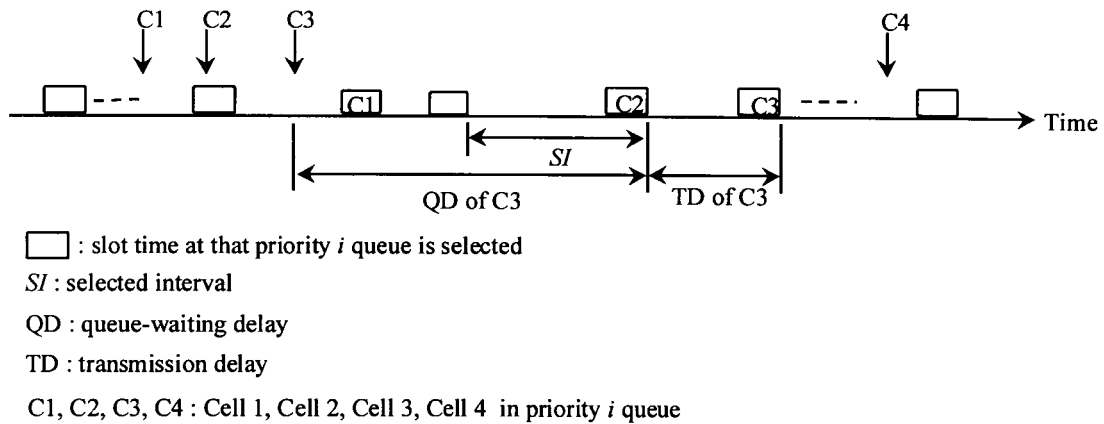 C1 C2 C3 C4
C1 C2 C3
Time
SI
QD of C3 TD of C3
: slot time at that priority i queue is selected
SI : selected interval
QD : queue-waiting delay
TD : transmission delay
C1, C2, C3, C4 : Cell 1, Cell 2, Cell 3, Cell 4 in priority i queue